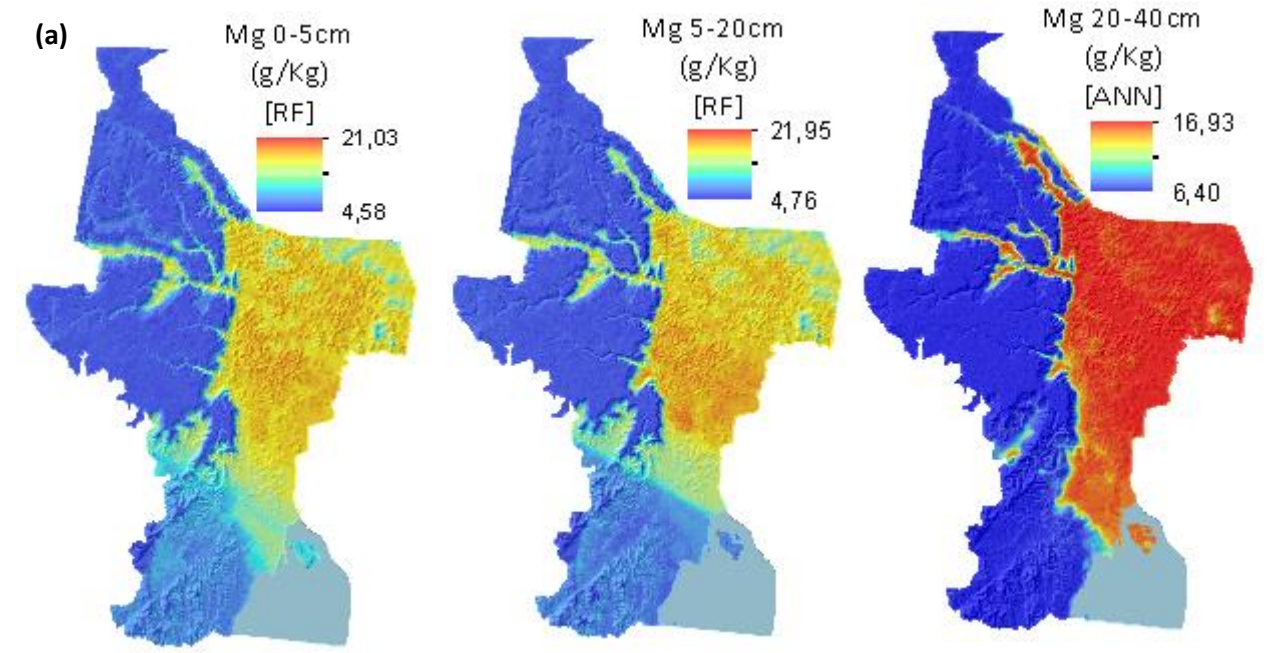 (a)
Mg 0-5cm
(g/Kg)
[RF]
21,03
4,58
Mg 5-20cm
(g/Kg)
[RF]
21,95
4,76
Mg 20-40cm
(g/Kg)
[ANN]
16,93
6,40